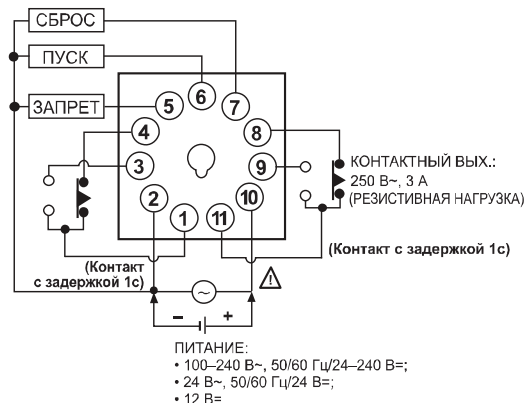 СБРОС
ПУСК
ЗАПРЕТ
6
5
7
4
8
3
9
2
10
1
11
КОНТАКТНЫЙ ВЫХ.:
250 В~, 3 А
(РЕЗИСТИВНАЯ НАГРУЗКА)
(Контакт с задержкой 1с)
(Контакт
с задержкой 1с)
~
!
− +
ПИТАНИЕ:
• 100–240 В~, 50/60 Гц/24–240 В=;
• 24 В~, 50/60 Гц/24 В=;
• 12 В=